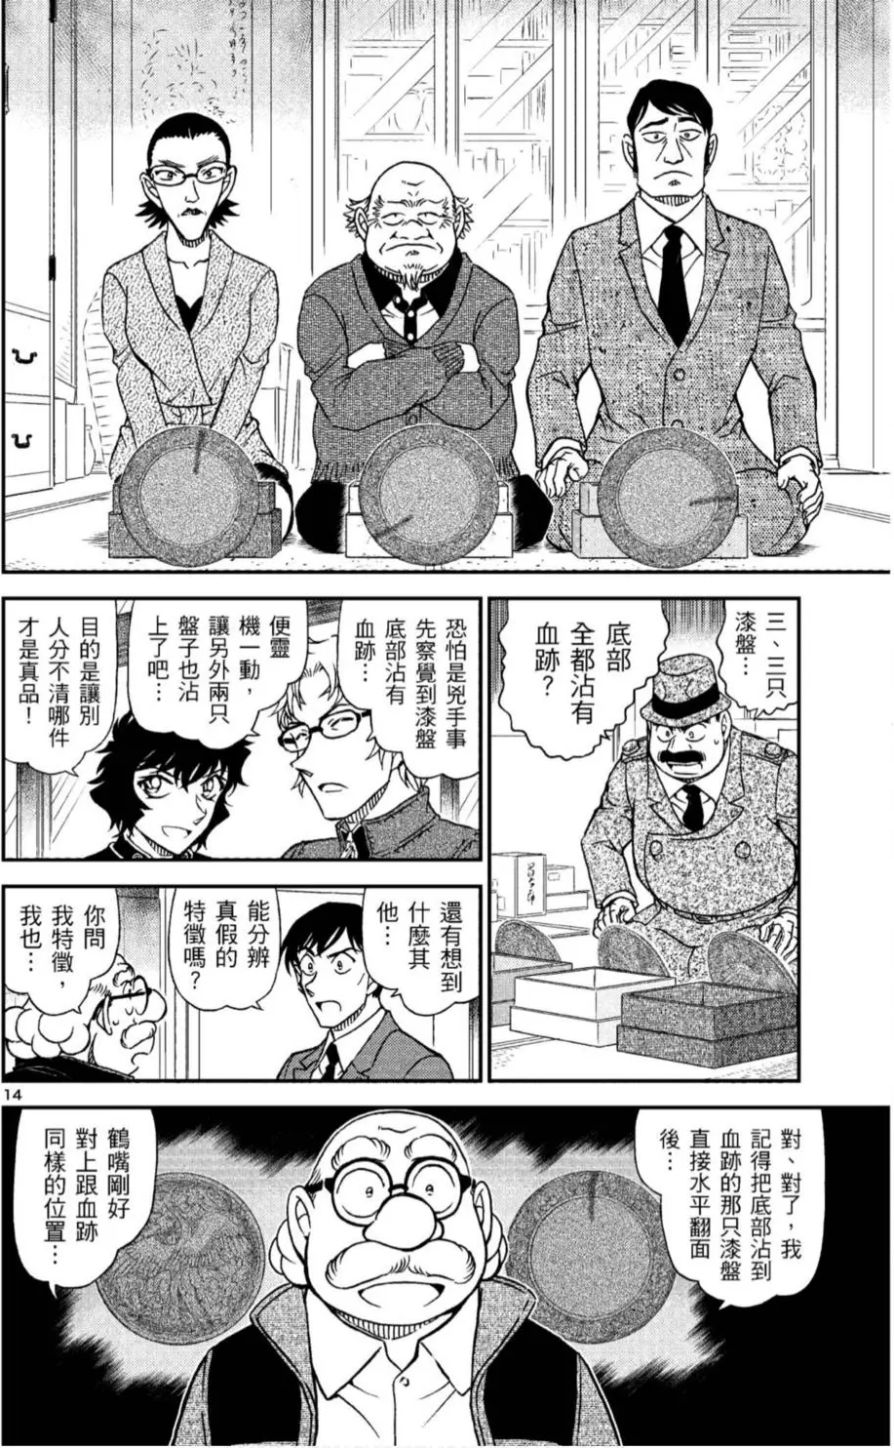 三、三只
漆盤…
底部
全都沾有
血跡？
恐怕是兇手事
先察覺到漆盤
底部沾有
血跡…
便靈
機一動，
讓另外兩只
盤子也沾
上了吧…
目的是讓別
人分不清哪件
才是真品！
還有想到
什麼其
他…
能分辨
真假的
特徵嗎？
你問
我特徵，
我也…
14
對、對了，我
記得把底部沾到
血跡的那只漆盤
直接水平翻面
後…
鶴嘴剛好
對上跟血跡
同樣的位置…